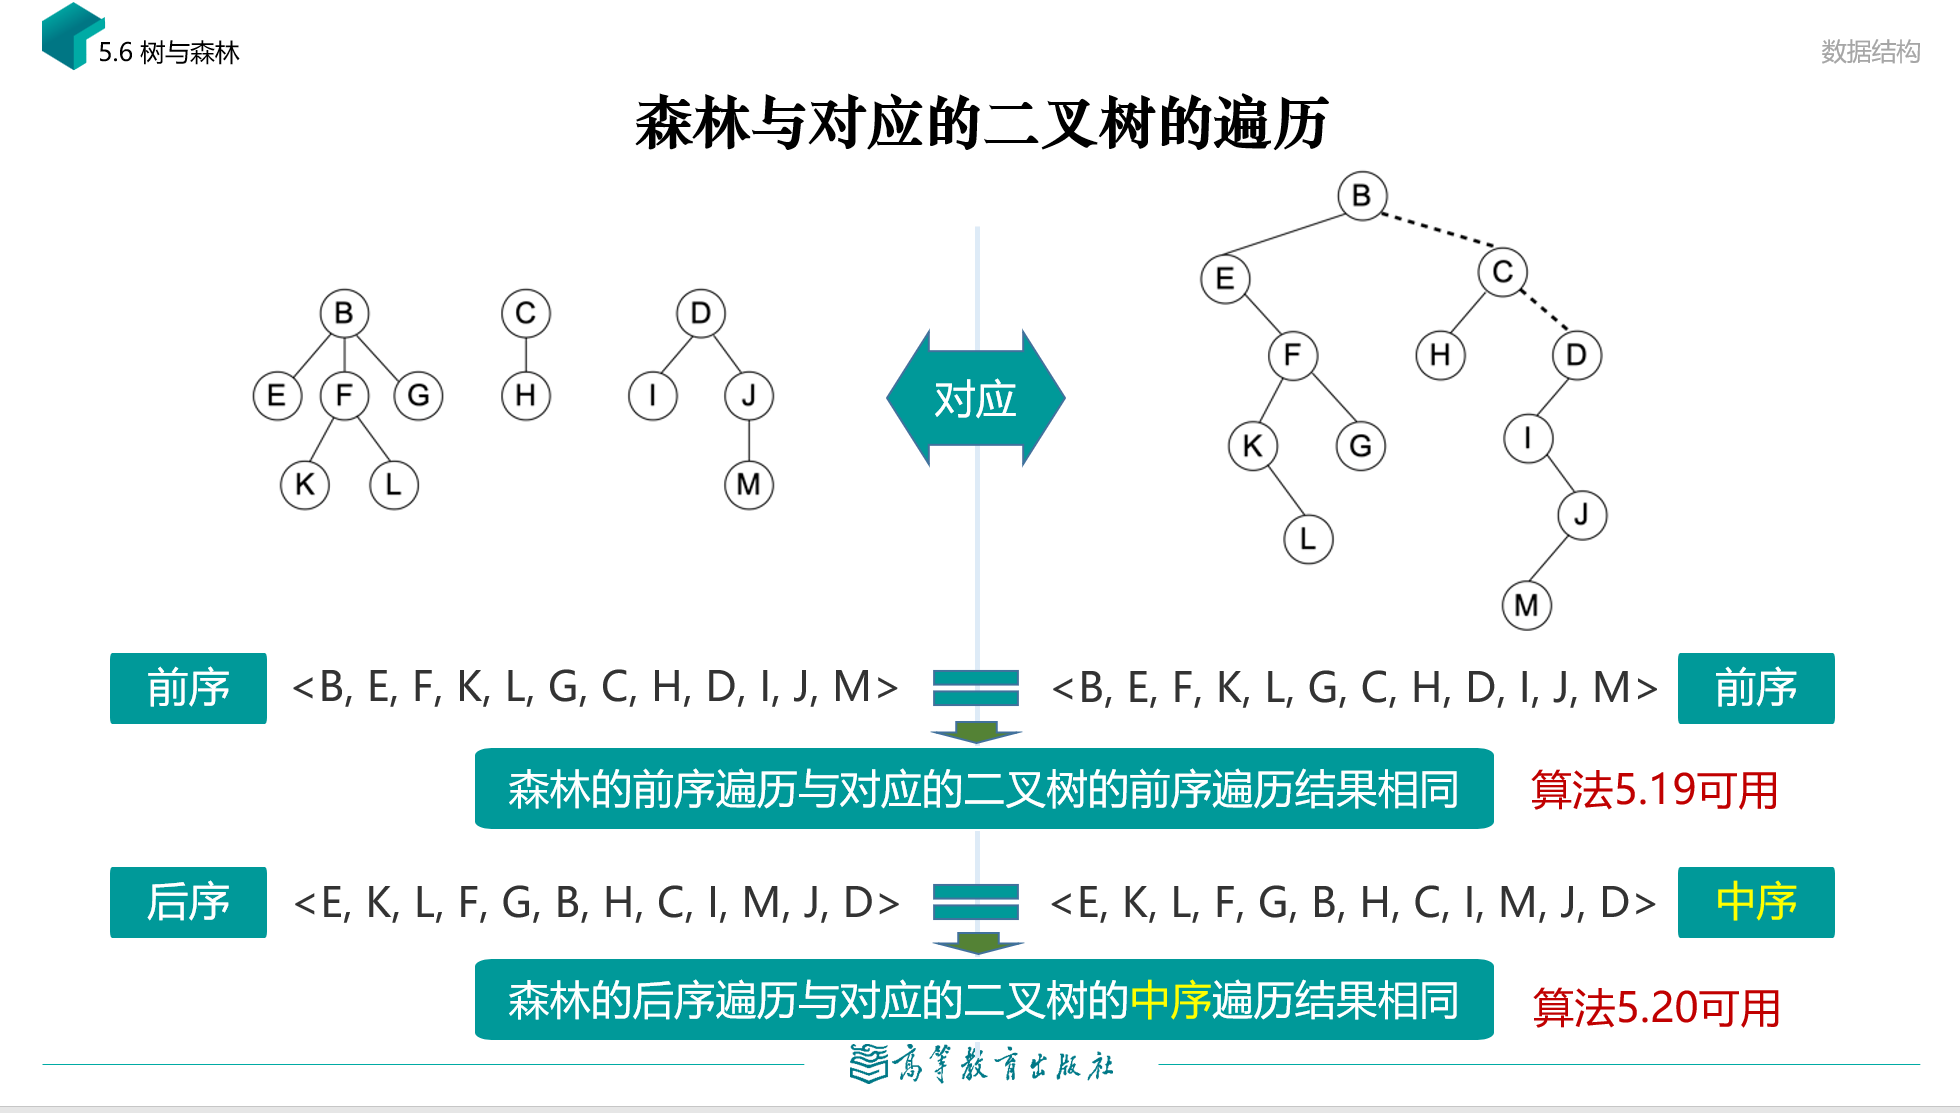 5.6 树与森林
数据结构
森林与对应的二叉树的遍历
B
C
D
E
F
G
H
I
J
K
L
M
对应
B
E
C
F
H
D
K
G
I
L
J
M
前序
<B, E, F, K, L, G, C, H, D, I, J, M>
<B, E, F, K, L, G, C, H, D, I, J, M>
前序
森林的前序遍历与对应的二叉树的前序遍历结果相同
算法5.19可用
后序
<E, K, L, F, G, B, H, C, I, M, J, D>
<E, K, L, F, G, B, H, C, I, M, J, D>
中序
森林的后序遍历与对应的二叉树的中序遍历结果相同
算法5.20可用
高等教育出版社